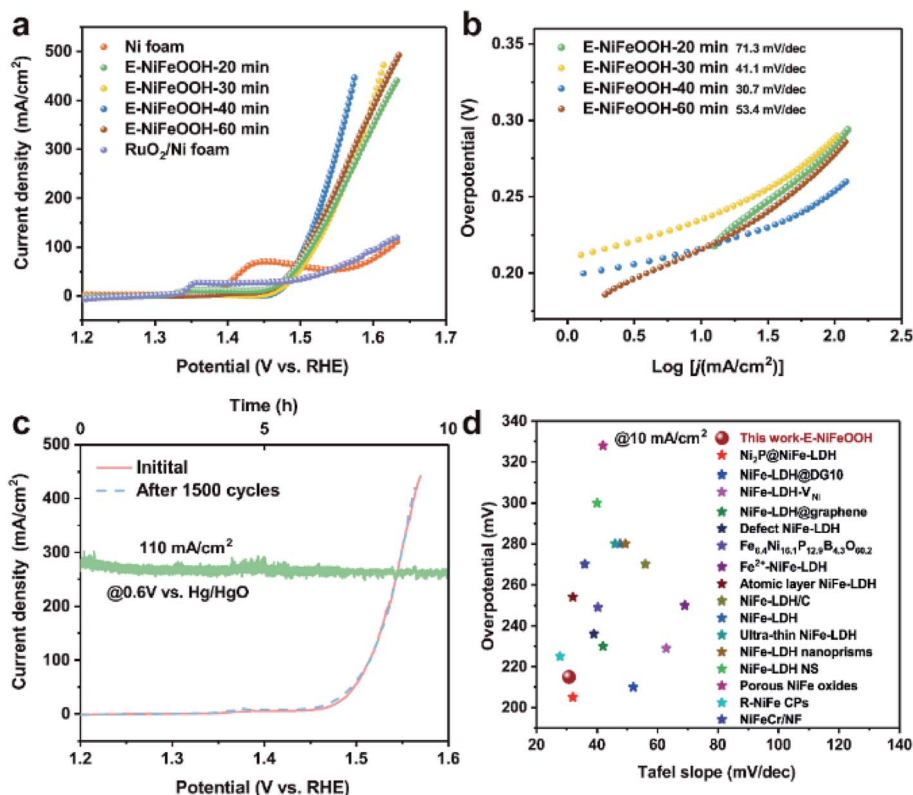 a
500
400
300
200
100
0
Current density (mA/cm²)
Ni foam
E-NiFeOOH-20 min
E-NiFeOOH-30 min
E-NiFeOOH-40 min
E-NiFeOOH-60 min
RuO₂/Ni foam
1.2 1.3 1.4 1.5 1.6 1.7
Potential (V vs. RHE)
b
0.35
0.30
0.25
0.20
Overpotential (V)
E-NiFeOOH-20 min 71.3 mV/dec
E-NiFeOOH-30 min 41.1 mV/dec
E-NiFeOOH-40 min 30.7 mV/dec
E-NiFeOOH-60 min 53.4 mV/dec
0.0 0.5 1.0 1.5 2.0 2.5
Log [j(mA/cm²)]
c
Time (h)
0 5 10
500
400
300
200
100
0
Current density (mA/cm²)
Initital
After 1500 cycles
110 mA/cm²
@0.6V vs. Hg/HgO
1.2 1.3 1.4 1.5 1.6
Potential (V vs. RHE)
d
340
320
300
280
260
240
220
200
Overpotential (mV)
@10 mA/cm²
This work-E-NiFeOOH
Ni₂P@NiFe-LDH
NiFe-LDH@DG10
NiFe-LDH-V_Ni
NiFe-LDH@graphene
Defect NiFe-LDH
Fe₆.₄Ni₁₆.₁P₁₂.₉B₄.₃O₆₀.₂
Fe²⁺-NiFe-LDH
Atomic layer NiFe-LDH
NiFe-LDH/C
NiFe-LDH
Ultra-thin NiFe-LDH
NiFe-LDH nanoprisms
NiFe-LDH NS
Porous NiFe oxides
R-NiFe CPs
NiFeCr/NF
20 40 60 80 100 120 140
Tafel slope (mV/dec)